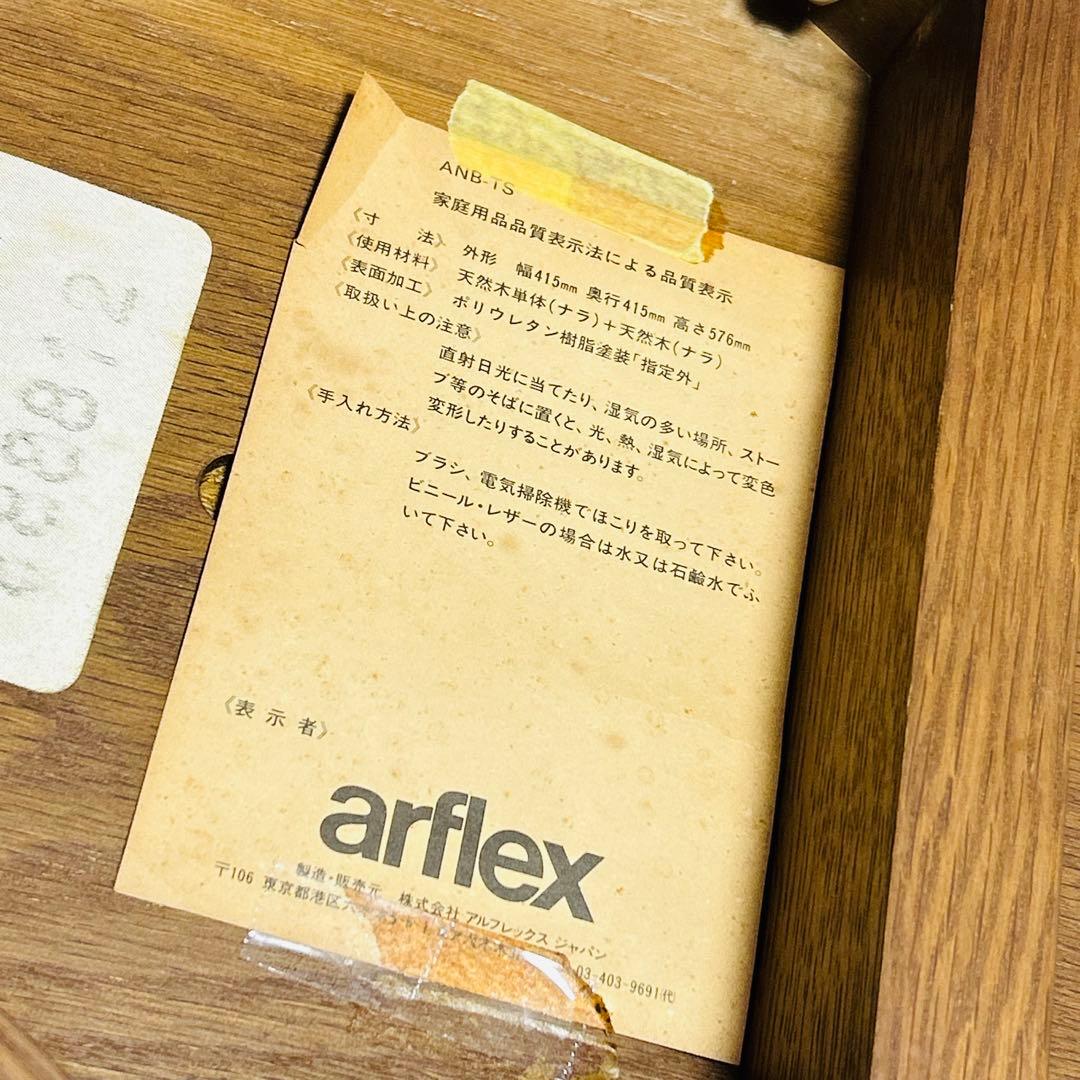 ANB-TS
家庭用品品質表示法による品質表示
《寸　　法》 外形　幅415mm 奥行415mm 高さ576mm
《使用材料》 天然木単体(ナラ)+天然木(ナラ)
《表面加工》 ポリウレタン樹脂塗装「指定外」
《取扱い上の注意》
直射日光に当てたり、湿気の多い場所、ストー
ブ等のそばに置くと、光、熱、湿気によって変色
変形したりすることがあります。
《手入れ方法》
ブラシ、電気掃除機でほこりを取って下さい。
ビニール・レザーの場合は水又は石鹼水でふ
いて下さい。
《表 示 者》
arflex
製造・販売元　株式会社 アルフレックス ジャパン
〒106 東京都港区六 03-403-9691(代)